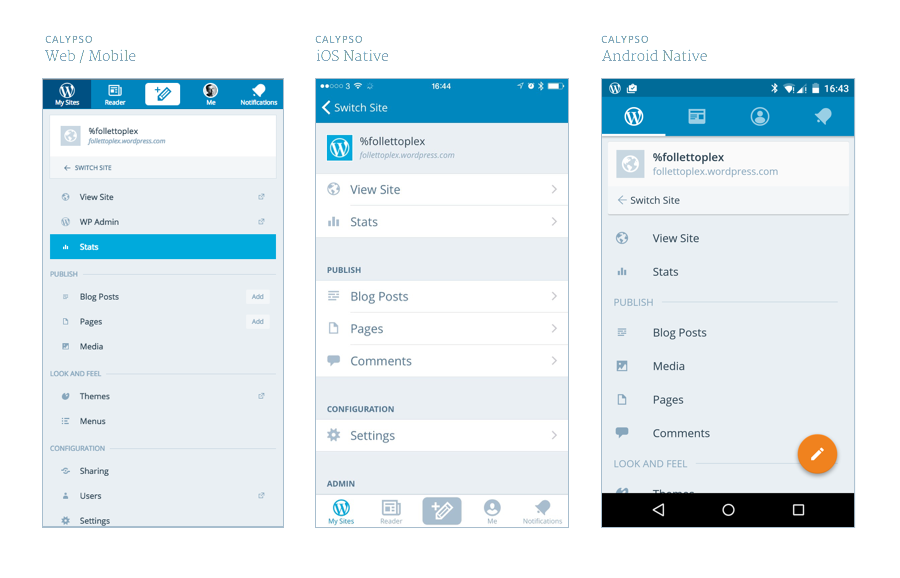 CALYPSO
Web / Mobile
My Sites
Reader
Me
Notifications
%follettoplex
follettoplex.wordpress.com
SWITCH SITE
View Site
WP Admin
Stats
PUBLISH
Blog Posts
Add
Pages
Add
Media
LOOK AND FEEL
Themes
Menus
CONFIGURATION
Sharing
Users
Settings
CALYPSO
iOS Native
3
16:44
Switch Site
%follettoplex
follettoplex.wordpress.com
View Site
Stats
PUBLISH
Blog Posts
Pages
Comments
CONFIGURATION
Settings
ADMIN
My Sites
Reader
Me
Notifications
CALYPSO
Android Native
16:43
%follettoplex
follettoplex.wordpress.com
Switch Site
View Site
Stats
PUBLISH
Blog Posts
Media
Pages
Comments
LOOK AND FEEL
Themes